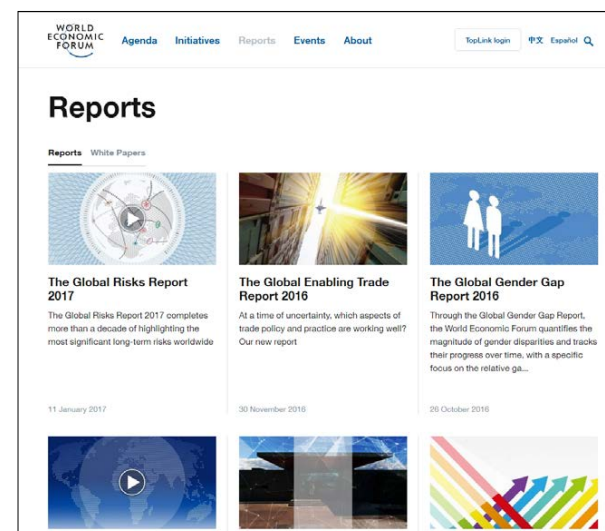 WORLD
ECONOMIC
FORUM
Agenda Initiatives Reports Events About
TopLink login 中文 Español
Reports
Reports White Papers
The Global Risks Report
2017
The Global Risks Report 2017 completes
more than a decade of highlighting the
most significant long-term risks worldwide
11 January 2017
The Global Enabling Trade
Report 2016
At a time of uncertainty, which aspects of
trade policy and practice are working well?
Our new report
30 November 2016
The Global Gender Gap
Report 2016
Through the Global Gender Gap Report,
the World Economic Forum quantifies the
magnitude of gender disparities and tracks
their progress over time, with a specific
focus on the relative ga...
26 October 2016